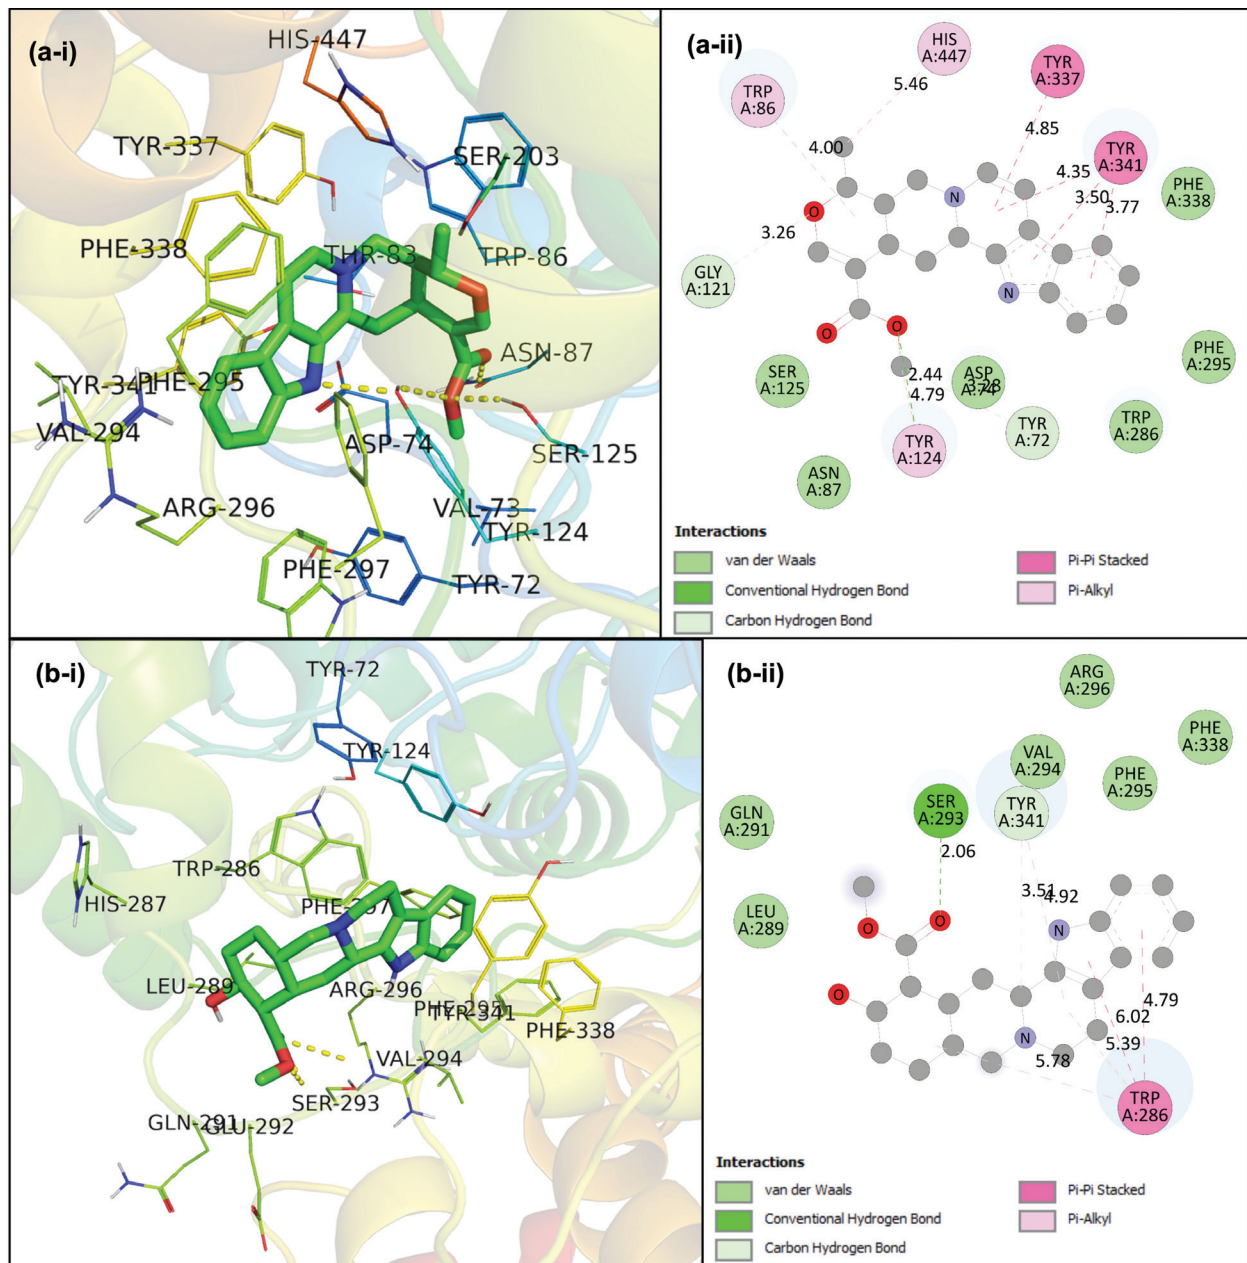 (a-i)
HIS-447
TYR-337
SER-203
PHE-338
THR-83
TRP-86
ASN-87
TYR-341
PHE-295
VAL-294
ASP-74
SER-125
ARG-296
VAL-73
TYR-124
PHE-297
TYR-72
(a-ii)
HIS
A:447
TYR
A:337
TRP
A:86
5.46
4.85
4.00
TYR
A:341
4.35
3.50
3.77
PHE
A:338
N
O
3.26
GLY
A:121
N
O
O
SER
A:125
2.44
4.79
ASP
A:74
3.28
PHE
A:295
TYR
A:124
TYR
A:72
TRP
A:286
ASN
A:87
Interactions
van der Waals
Conventional Hydrogen Bond
Carbon Hydrogen Bond
Pi-Pi Stacked
Pi-Alkyl
(b-i)
TYR-72
TYR-124
TRP-286
HIS-287
PHE-297
LEU-289
ARG-296
PHE-295
TYR-341
PHE-338
VAL-294
SER-293
GLN-291
GLU-292
(b-ii)
ARG
A:296
PHE
A:338
VAL
A:294
PHE
A:295
GLN
A:291
SER
A:293
TYR
A:341
2.06
3.51
4.92
LEU
A:289
O
O
N
O
N
4.79
6.02
5.39
5.78
TRP
A:286
Interactions
van der Waals
Conventional Hydrogen Bond
Carbon Hydrogen Bond
Pi-Pi Stacked
Pi-Alkyl